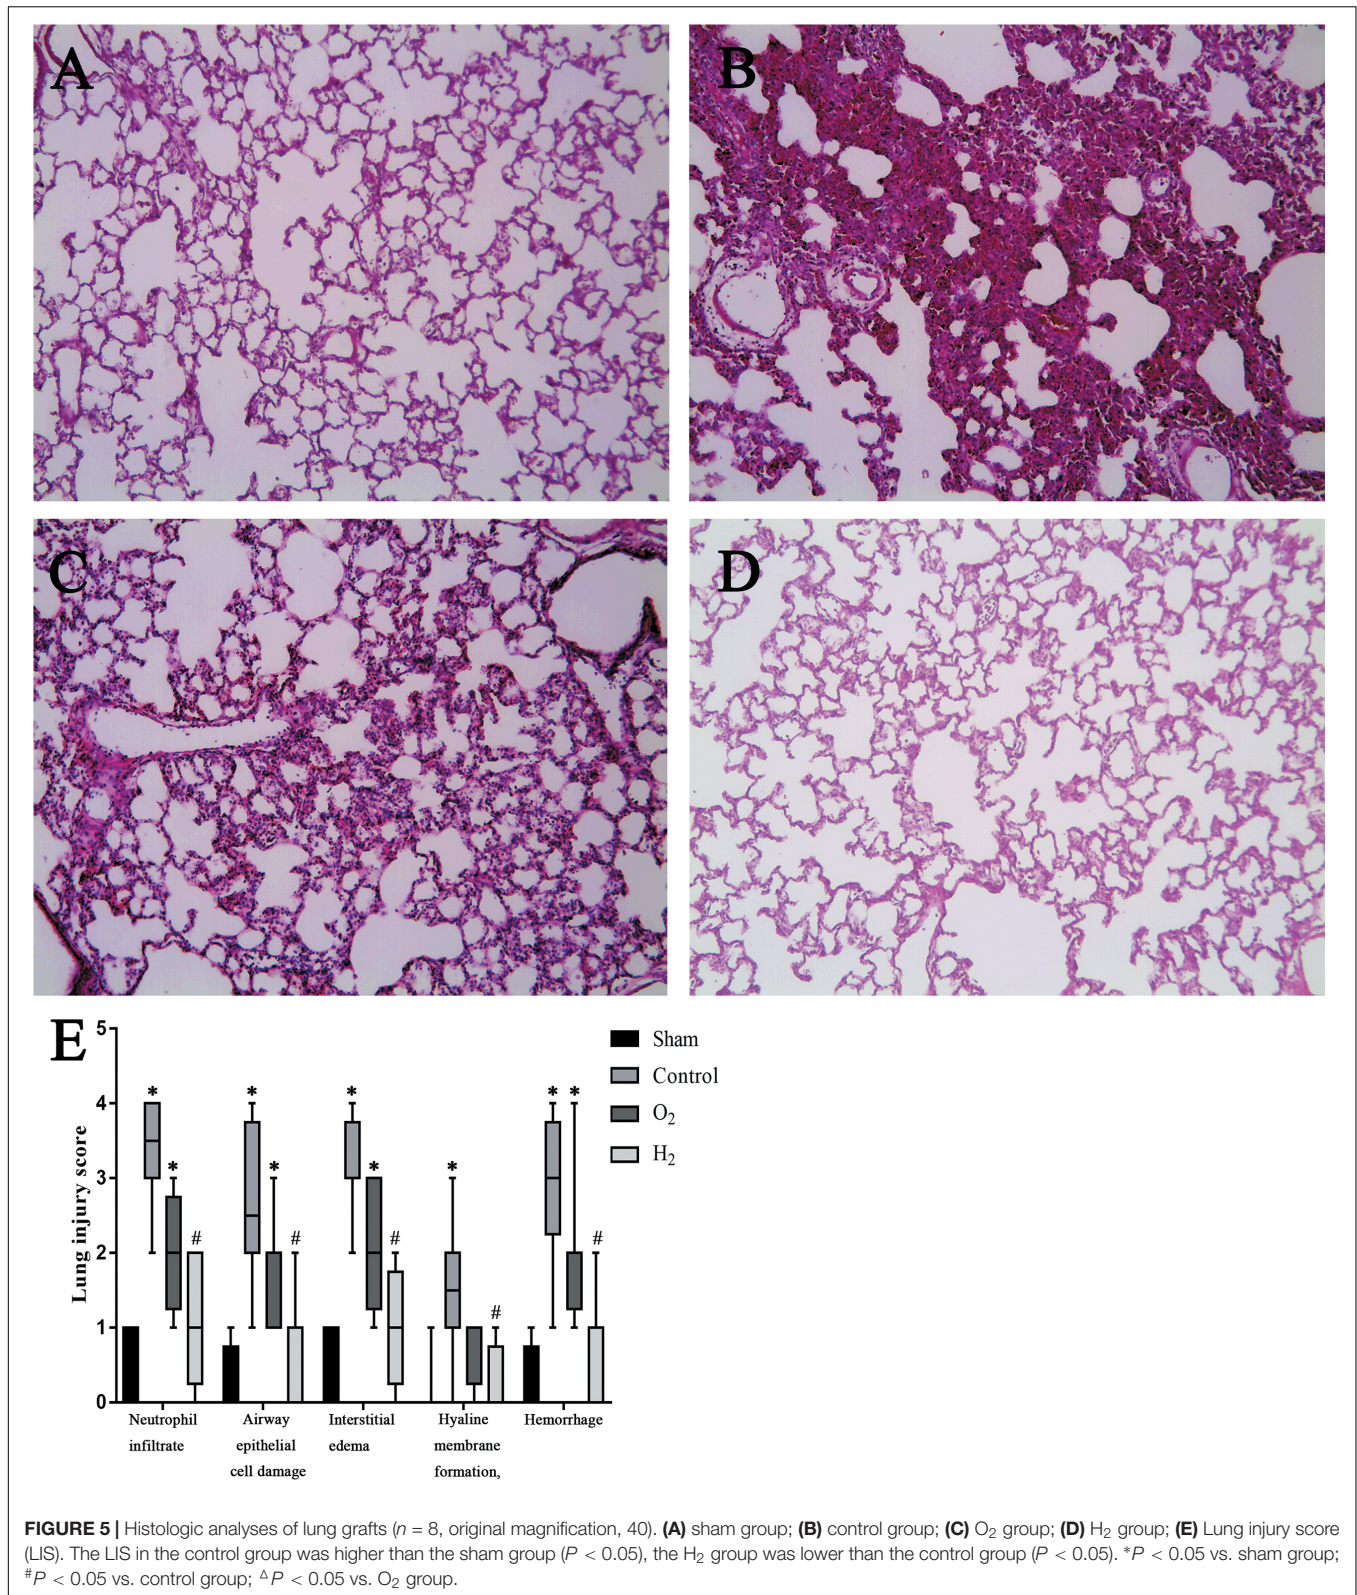 A
B
C
D
E
5
4
3
2
1
0
Lung injury score
* * # * * # * * # * # * * #
Sham
Control
O₂
H₂
Neutrophil
infiltrate
Airway
epithelial
cell damage
Interstitial
edema
Hyaline
membrane
formation,
Hemorrhage
FIGURE 5 | Histologic analyses of lung grafts (n = 8, original magnification, 40). (A) sham group; (B) control group; (C) O₂ group; (D) H₂ group; (E) Lung injury score
(LIS). The LIS in the control group was higher than the sham group (P < 0.05), the H₂ group was lower than the control group (P < 0.05). *P < 0.05 vs. sham group;
#P < 0.05 vs. control group; △P < 0.05 vs. O₂ group.